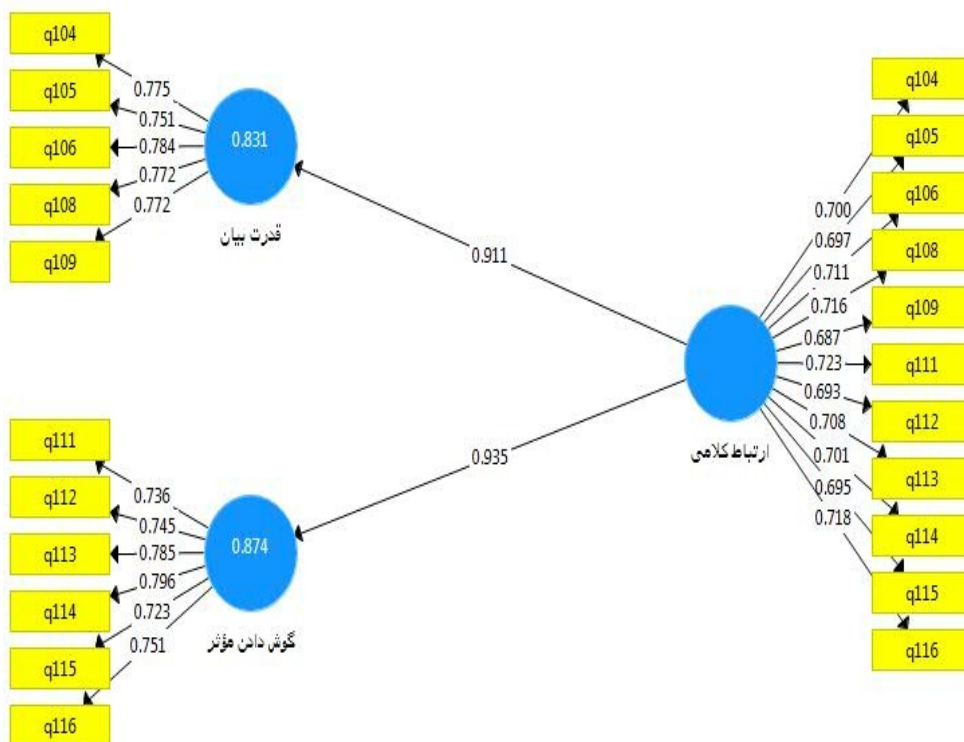 q104
q105
q106
q108
q109
0.775
0.751
0.784
0.772
0.772
0.831
قدرت بیان
0.911
q111
q112
q113
q114
q115
q116
0.736
0.745
0.785
0.796
0.723
0.751
0.874
گوش دادن مؤثر
0.935
ارتباط کلامی
0.700
0.697
0.711
0.716
0.687
0.723
0.693
0.708
0.701
0.695
0.718
q104
q105
q106
q108
q109
q111
q112
q113
q114
q115
q116